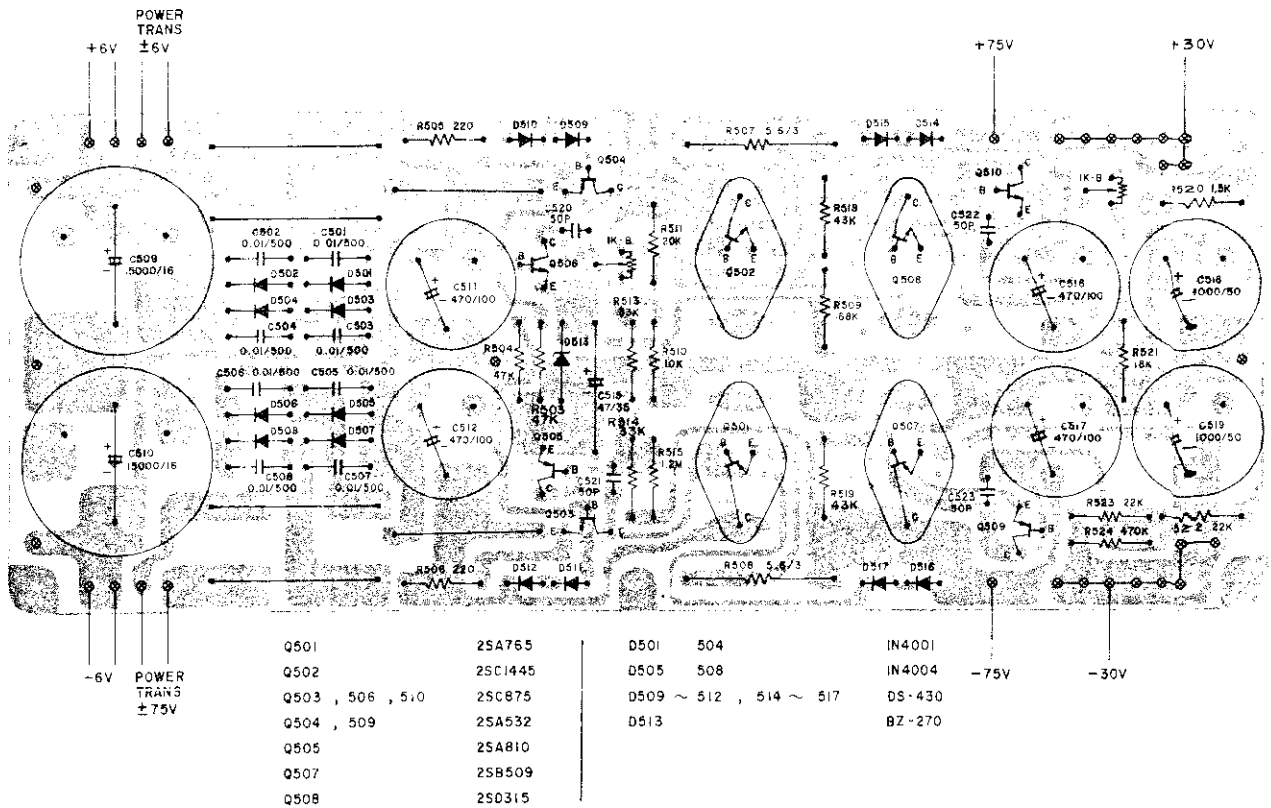 POWER
TRANS
±6V
+6V
+75V
+30V
R505 220
D510
D509
Q504
B
E
C
R507 5.6/3
D515
D514
Q510
B
C
E
1K-B
R520 1.5K
C509
15000/16
C502
0.01/500
C501
0.01/500
D502
D501
D504
D503
C504
0.01/500
C503
0.01/500
C511
470/100
C520
50P
C
B
Q506
E
1K-B
R511
20K
C
B
E
Q502
R518
43K
C
B
E
Q508
C522
50P
C516
470/100
C518
1000/50
R504
47K
D513
R513
33K
R510
10K
R509
68K
R521
18K
C506 0.01/500
C505 0.01/500
D506
D505
D508
D507
C508
0.01/500
C507
0.01/500
C510
15000/16
C512
470/100
R503
47K
C515
47/35
R514
33K
Q505
E
B
C
C521
50P
R515
1.2M
Q503
B
E
C
Q501
B
E
C
R519
43K
Q507
B
E
C
C523
50P
C517
470/100
C519
1000/50
Q509
E
B
C
R523 22K
R522 22K
R524 470K
R506 220
D512
D511
R508 5.6/3
D517
D516
-6V
POWER
TRANS
±75V
-75V
-30V
Q501 2SA765 D501 504 IN4001
Q502 2SC1445 D505 508 IN4004
Q503 , 506 , 510 2SC875 D509 ~ 512 , 514 ~ 517 DS-430
Q504 , 509 2SA532 D513 BZ-270
Q505 2SA810
Q507 2SB509
Q508 2SD315